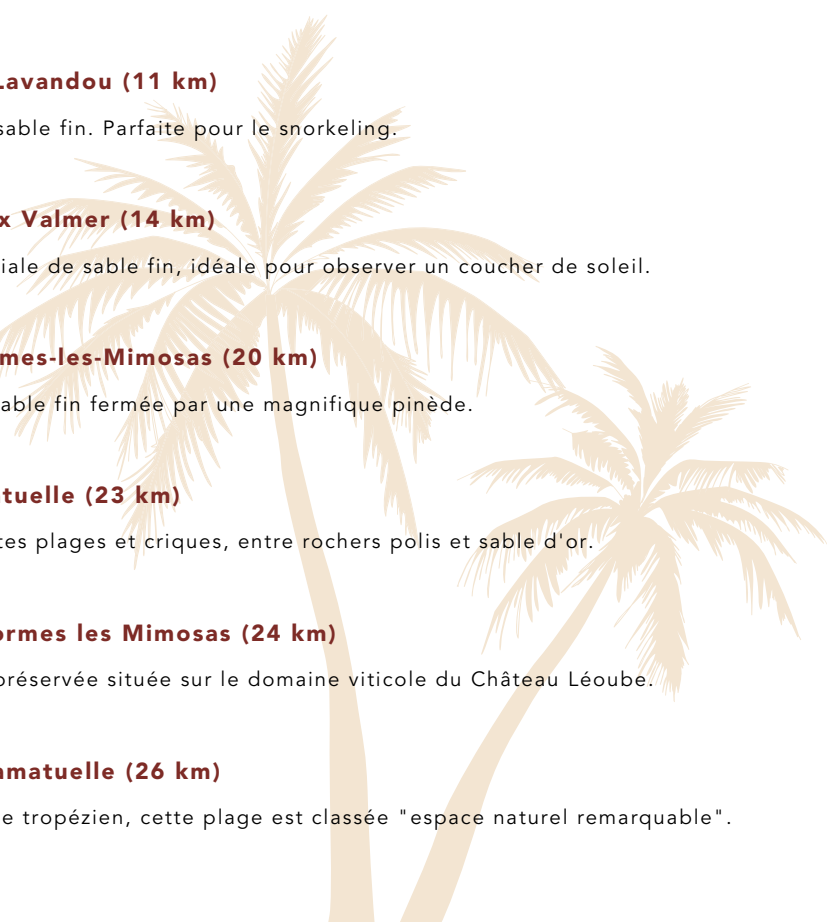 Lavandou (11 km)
sable fin. Parfaite pour le snorkeling.
x Valmer (14 km)
iale de sable fin, idéale pour observer un coucher de soleil.
mes-les-Mimosas (20 km)
able fin fermée par une magnifique pinède.
tuelle (23 km)
tes plages et criques, entre rochers polis et sable d'or.
ormes les Mimosas (24 km)
préservée située sur le domaine viticole du Château Léoube.
matuelle (26 km)
e tropézien, cette plage est classée "espace naturel remarquable".